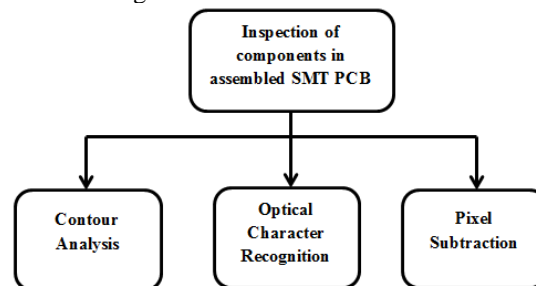 Inspection of
components in
assembled SMT PCB
Contour
Analysis
Optical
Character
Recognition
Pixel
Subtraction